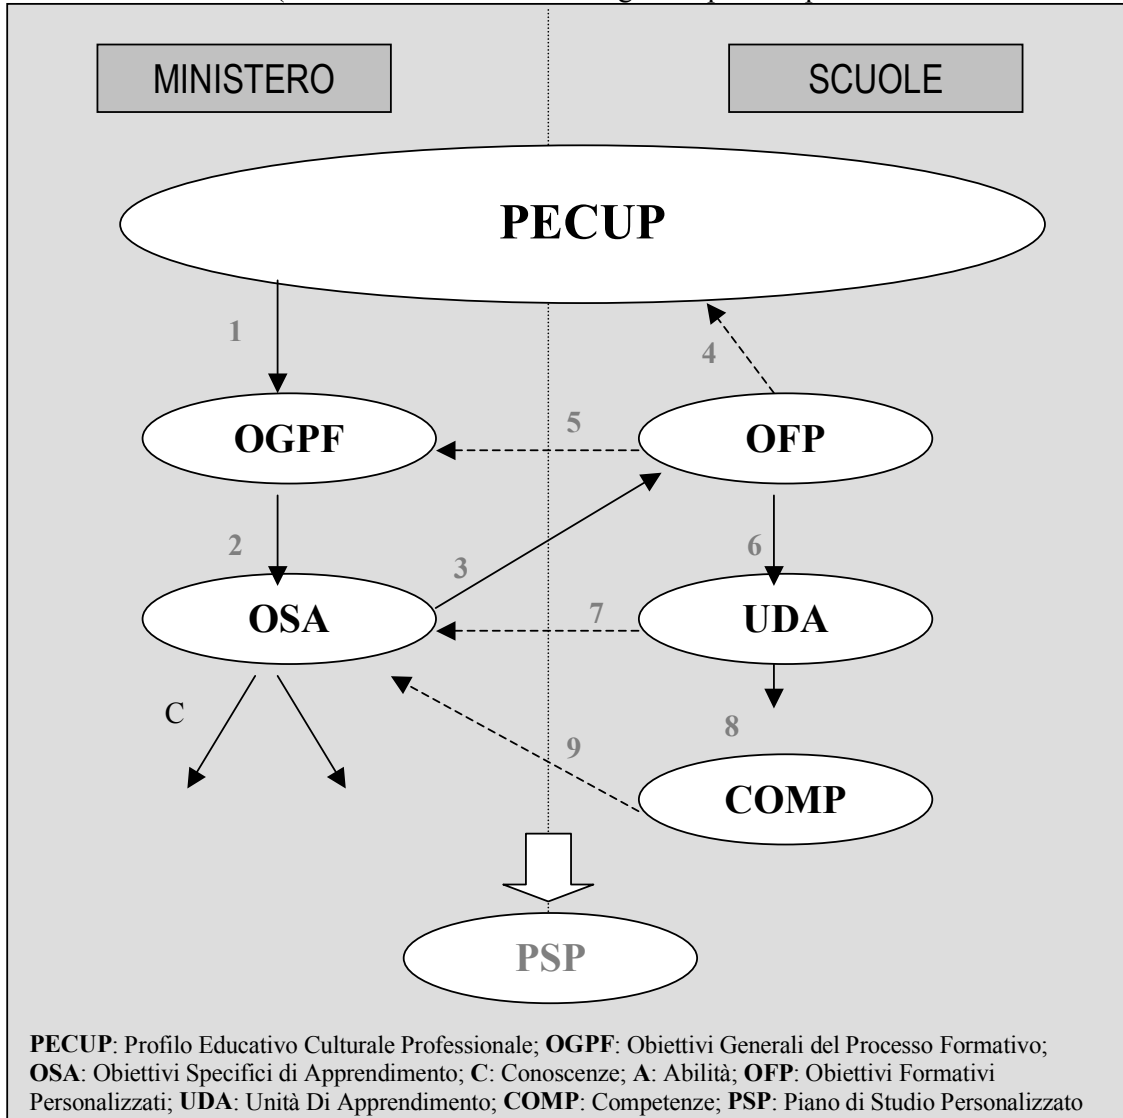 MINISTERO
SCUOLE
PECUP
1
4
OGPF
5
OFP
2
3
6
OSA
7
UDA
C
8
9
COMP
PSP
PECUP: Profilo Educativo Culturale Professionale; OGPF: Obiettivi Generali del Processo Formativo;
OSA: Obiettivi Specifici di Apprendimento; C: Conoscenze; A: Abilità; OFP: Obiettivi Formativi
Personalizzati; UDA: Unità Di Apprendimento; COMP: Competenze; PSP: Piano di Studio Personalizzato